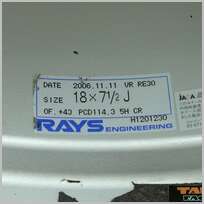 DATE 2006.11.11 VR RE30
SIZE 18×7½J
OF.+43 PCD114.3 5H CR
H1201230
RAYS ENGINEERING